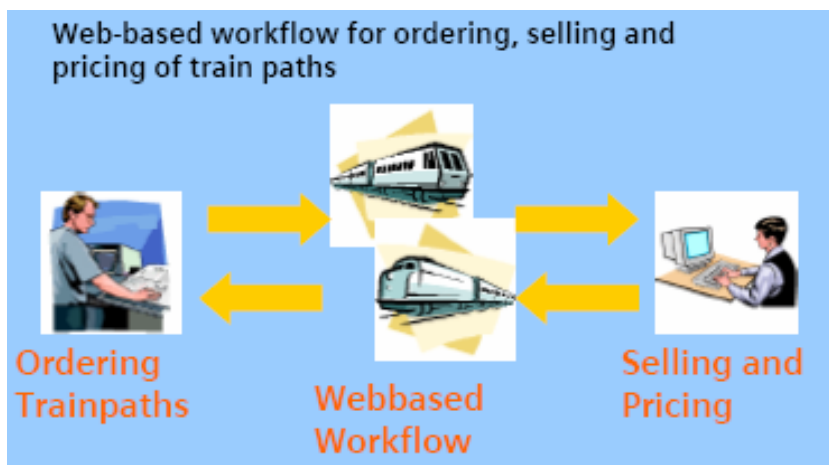 Web-based workflow for ordering, selling and
pricing of train paths
Ordering
Trainpaths
Webbased
Workflow
Selling and
Pricing